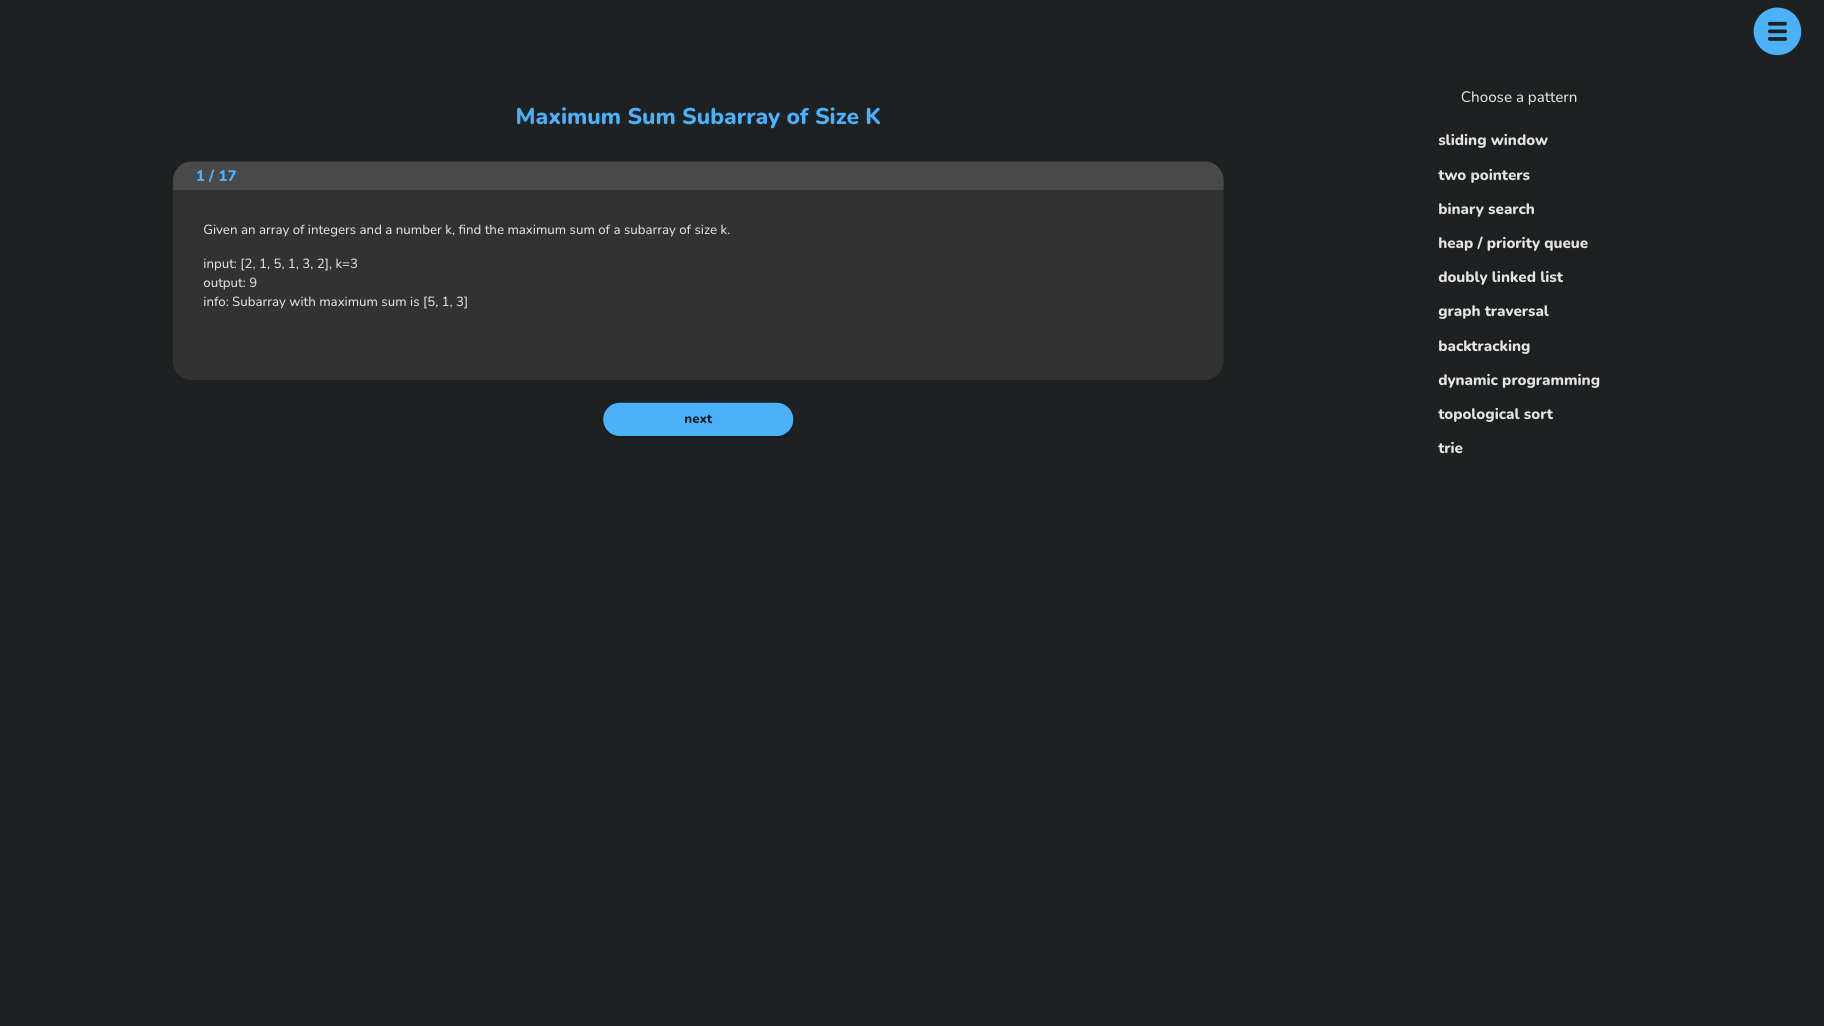 Maximum Sum Subarray of Size K
1 / 17
Given an array of integers and a number k, find the maximum sum of a subarray of size k.
input: [2, 1, 5, 1, 3, 2], k=3
output: 9
info: Subarray with maximum sum is [5, 1, 3]
next
Choose a pattern
sliding window
two pointers
binary search
heap / priority queue
doubly linked list
graph traversal
backtracking
dynamic programming
topological sort
trie